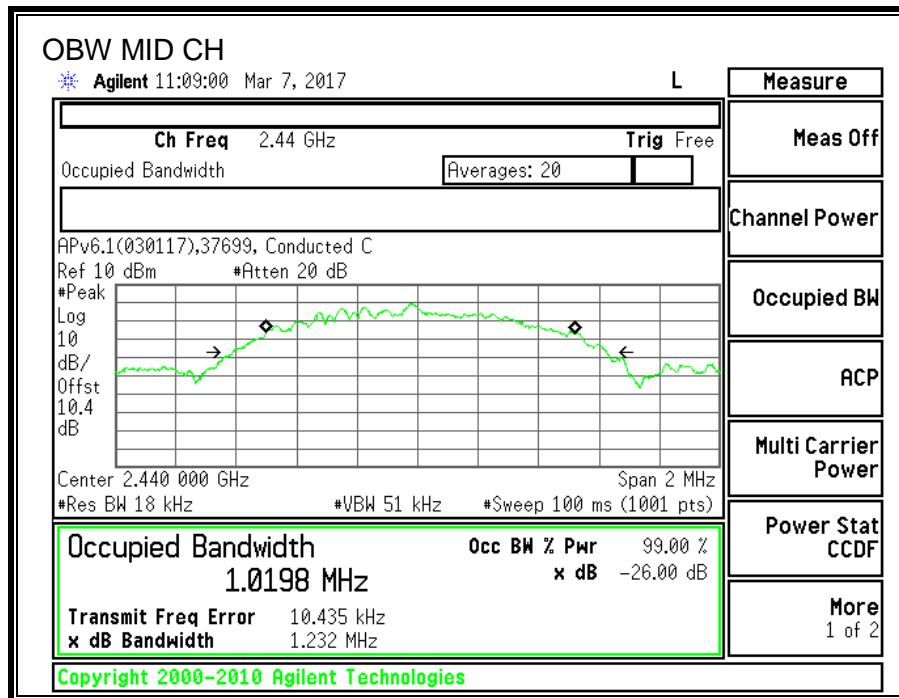 OBW MID CH
Agilent 11:09:00 Mar 7, 2017 L
Measure
Ch Freq 2.44 GHz Trig Free
Meas Off
Occupied Bandwidth Averages: 20
Channel Power
APv6.1(030117),37699, Conducted C
Ref 10 dBm #Atten 20 dB
#Peak
Log
10
dB/
Offst
10.4
dB
Occupied BW
ACP
Center 2.440 000 GHz Span 2 MHz
#Res BW 18 kHz #VBW 51 kHz #Sweep 100 ms (1001 pts)
Multi Carrier
Power
Occupied Bandwidth Occ BW % Pwr 99.00 %
1.0198 MHz x dB -26.00 dB
Power Stat
CCDF
Transmit Freq Error 10.435 kHz
x dB Bandwidth 1.232 MHz
More
1 of 2
Copyright 2000-2010 Agilent Technologies